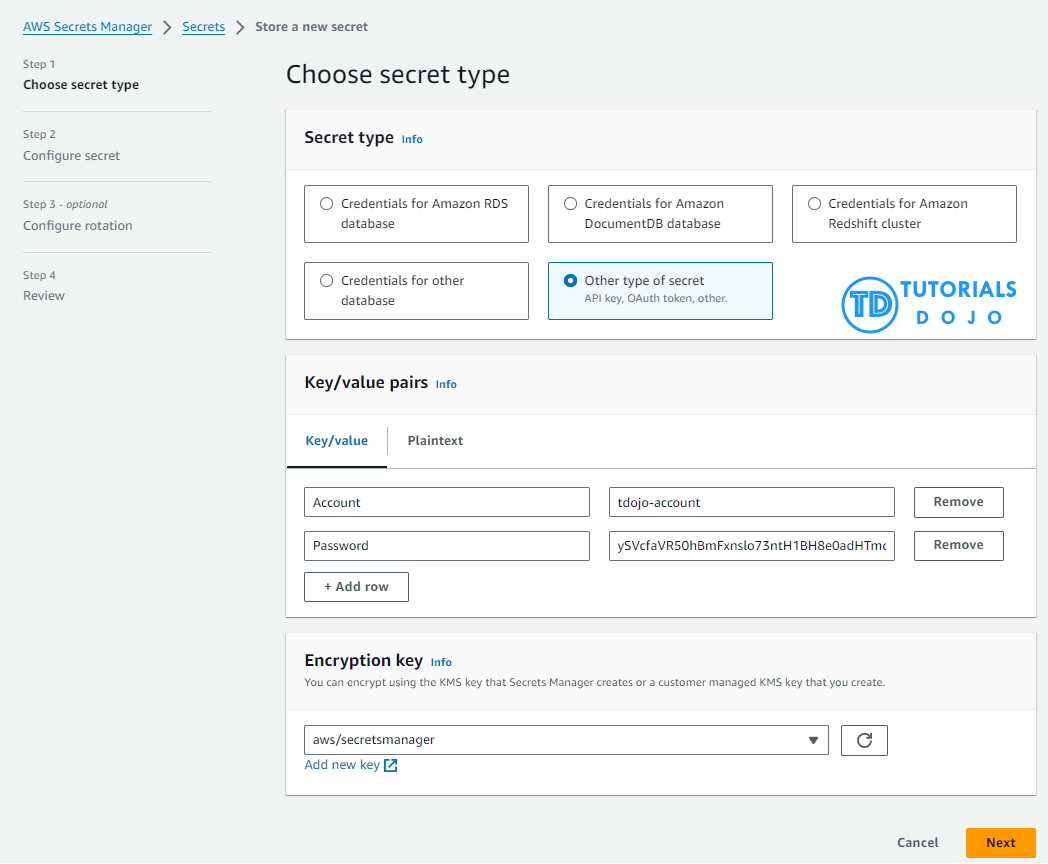 AWS Secrets Manager > Secrets > Store a new secret
Step 1
Choose secret type
Step 2
Configure secret
Step 3 - optional
Configure rotation
Step 4
Review
Choose secret type
Secret type Info
Credentials for Amazon RDS
database
Credentials for Amazon
DocumentDB database
Credentials for Amazon
Redshift cluster
Credentials for other
database
Other type of secret
API key, OAuth token, other.
TD TUTORIALS
DOJO
Key/value pairs Info
Key/value Plaintext
Account tdojo-account Remove
Password Remove
+ Add row
Encryption key Info
You can encrypt using the KMS key that Secrets Manager creates or a customer managed KMS key that you create.
aws/secretsmanager
Add new key
Cancel Next